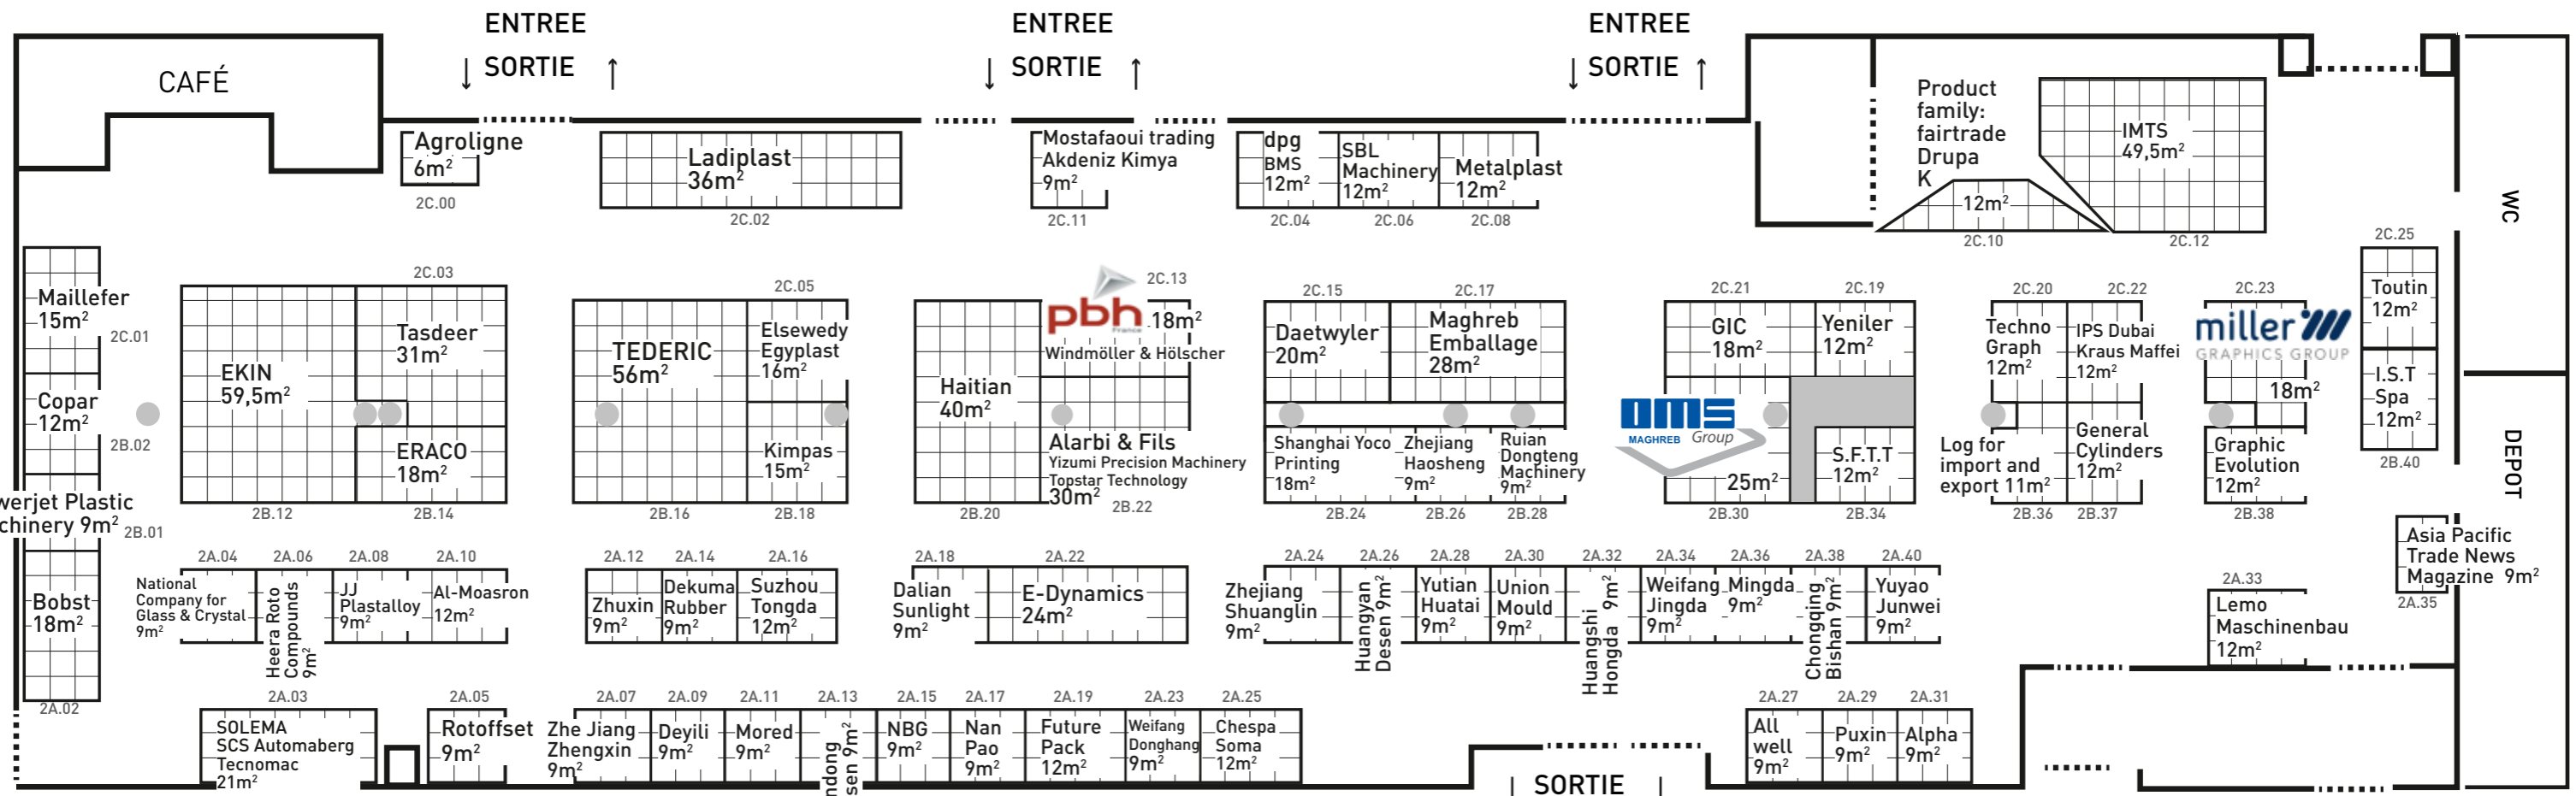 ENTREE
SORTIE
ENTREE
SORTIE
ENTREE
SORTIE
CAFÉ
Agroligne
6m²
2C.00
Ladiplast
36m²
2C.02
Mostafaoui trading
Akdeniz Kimya
9m²
2C.11
dpg
BMS
12m²
2C.04
SBL
Machinery
12m²
2C.06
Metalplast
12m²
2C.08
Product
family:
fairtrade
Drupa
K
12m²
2C.10
IMTS
49,5m²
2C.12
WC
DEPOT
Maillefer
15m²
2C.01
Copar
12m²
2B.02
werjet Plastic
chinery 9m²
2B.01
Bobst
18m²
2A.02
2C.03
EKIN
59,5m²
2B.12
Tasdeer
31m²
ERACO
18m²
2B.14
TEDERIC
56m²
2B.16
2C.05
Elsewedy
Egyplast
16m²
Kimpas
15m²
2B.18
Haitian
40m²
2B.20
pbh
France
2C.13
18m²
Windmöller & Hölscher
Alarbi & Fils
Yizumi Precision Machinery
Topstar Technology
30m²
2B.22
2C.15
Daetwyler
20m²
2C.17
Maghreb
Emballage
28m²
Shanghai Yoco
Printing
18m²
2B.24
Zhejiang
Haosheng
9m²
2B.26
Ruian
Dongteng
Machinery
9m²
2B.28
2C.21
GIC
18m²
2C.19
Yeniler
12m²
OMS
MAGHREB Group
25m²
2B.30
S.F.T.T
12m²
2B.34
2C.20
Techno
Graph
12m²
2C.22
IPS Dubai
Kraus Maffei
12m²
Log for
import and
export 11m²
2B.36
General
Cylinders
12m²
2B.37
2C.23
miller
GRAPHICS GROUP
18m²
Graphic
Evolution
12m²
2B.38
2C.25
Toutin
12m²
I.S.T
Spa
12m²
2B.40
Asia Pacific
Trade News
Magazine 9m²
2A.35
2A.33
Lemo
Maschinenbau
12m²
2A.04
National
Company for
Glass & Crystal
9m²
2A.06
Heera Roto
Compounds
9m²
2A.08
JJ
Plastalloy
9m²
2A.10
Al-Moasron
12m²
2A.12
Zhuxin
9m²
2A.14
Dekuma
Rubber
9m²
2A.16
Suzhou
Tongda
12m²
2A.18
Dalian
Sunlight
9m²
2A.22
E-Dynamics
24m²
2A.24
Zhejiang
Shuanglin
9m²
2A.26
Huangyan
Desen 9m²
2A.28
Yutian
Huatai
9m²
2A.30
Union
Mould
9m²
2A.32
Huangshi
Hongda 9m²
2A.34
Weifang
Jingda
9m²
2A.36
Mingda
9m²
2A.38
Chongqing
Bishan 9m²
2A.40
Yuyao
Junwei
9m²
2A.03
SOLEMA
SCS Automaberg
Tecnomac
21m²
2A.05
Rotoffset
9m²
2A.07
Zhe Jiang
Zhengxin
9m²
2A.09
Deyili
9m²
2A.11
Mored
9m²
2A.13
ndong
sen 9m²
2A.15
NBG
9m²
2A.17
Nan
Pao
9m²
2A.19
Future
Pack
12m²
2A.23
Weifang
Donghang
9m²
2A.25
Chespa
Soma
12m²
SORTIE
2A.27
All
well
9m²
2A.29
Puxin
9m²
2A.31
Alpha
9m²